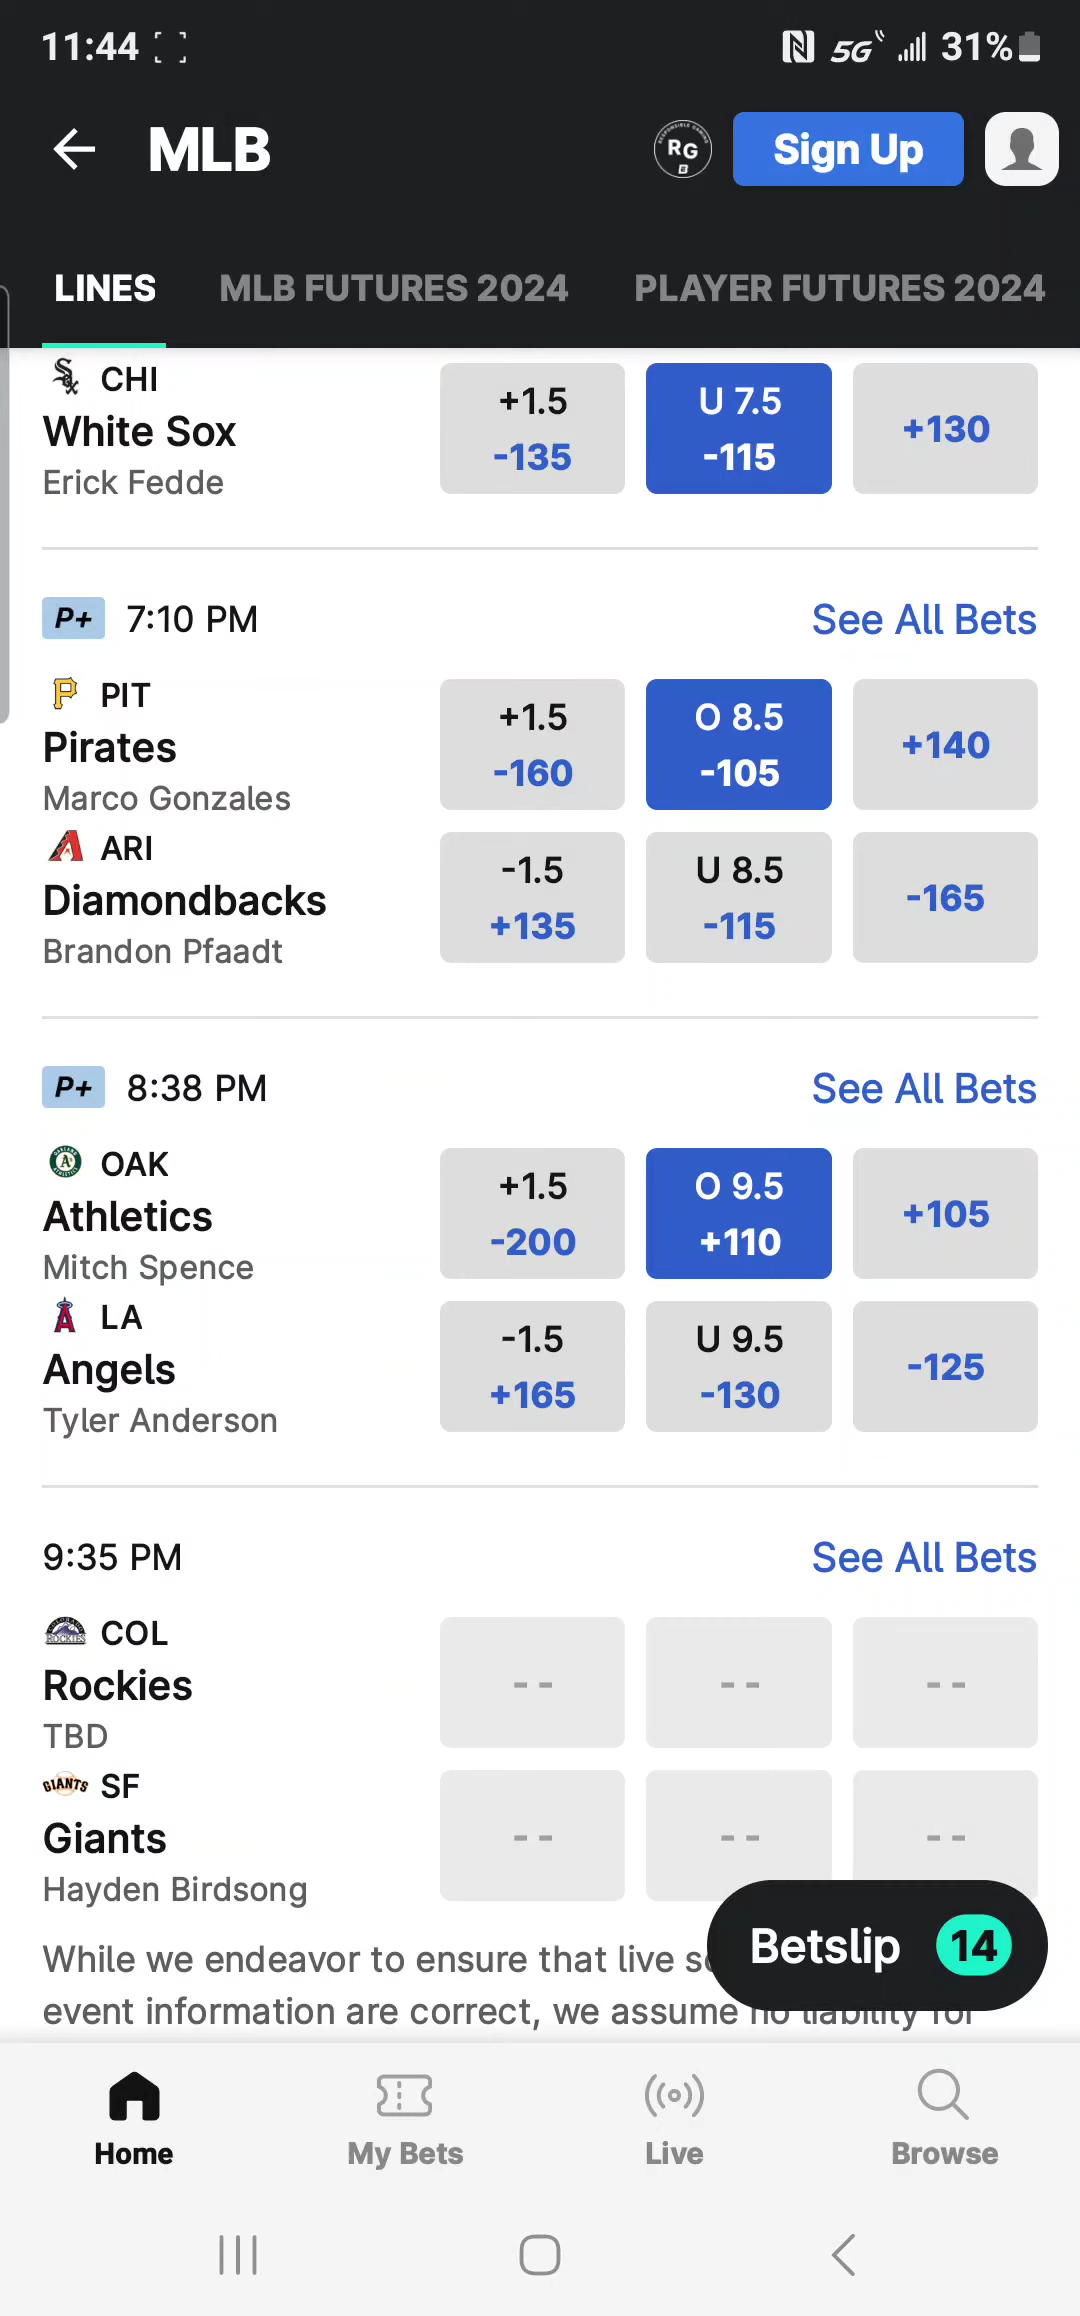 11:44 5G 31%
MLB RG Sign Up
LINES MLB FUTURES 2024 PLAYER FUTURES 2024
CHI
White Sox
Erick Fedde
+1.5 U 7.5 +130
-135 -115
P+ 7:10 PM See All Bets
PIT
Pirates
Marco Gonzales
+1.5 O 8.5 +140
-160 -105
ARI
Diamondbacks
Brandon Pfaadt
-1.5 U 8.5 -165
+135 -115
P+ 8:38 PM See All Bets
OAK
Athletics
Mitch Spence
+1.5 O 9.5 +105
-200 +110
LA
Angels
Tyler Anderson
-1.5 U 9.5 -125
+165 -130
9:35 PM See All Bets
COL
Rockies
TBD
-- -- --
GIANTS SF
Giants
Hayden Birdsong
-- -- --
Betslip 14
While we endeavor to ensure that live
event information are correct, we assume no liability for
Home My Bets Live Browse